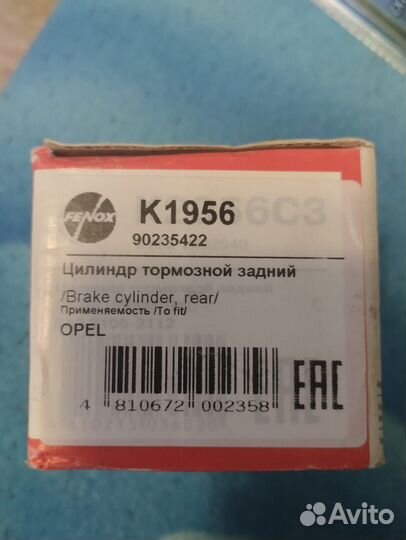 FENOX
K1956
90235422
Цилиндр тормозной задний
/Brake cylinder, rear/
Применяемость /To fit/
OPEL
4 810672 002358
EAC
Avito